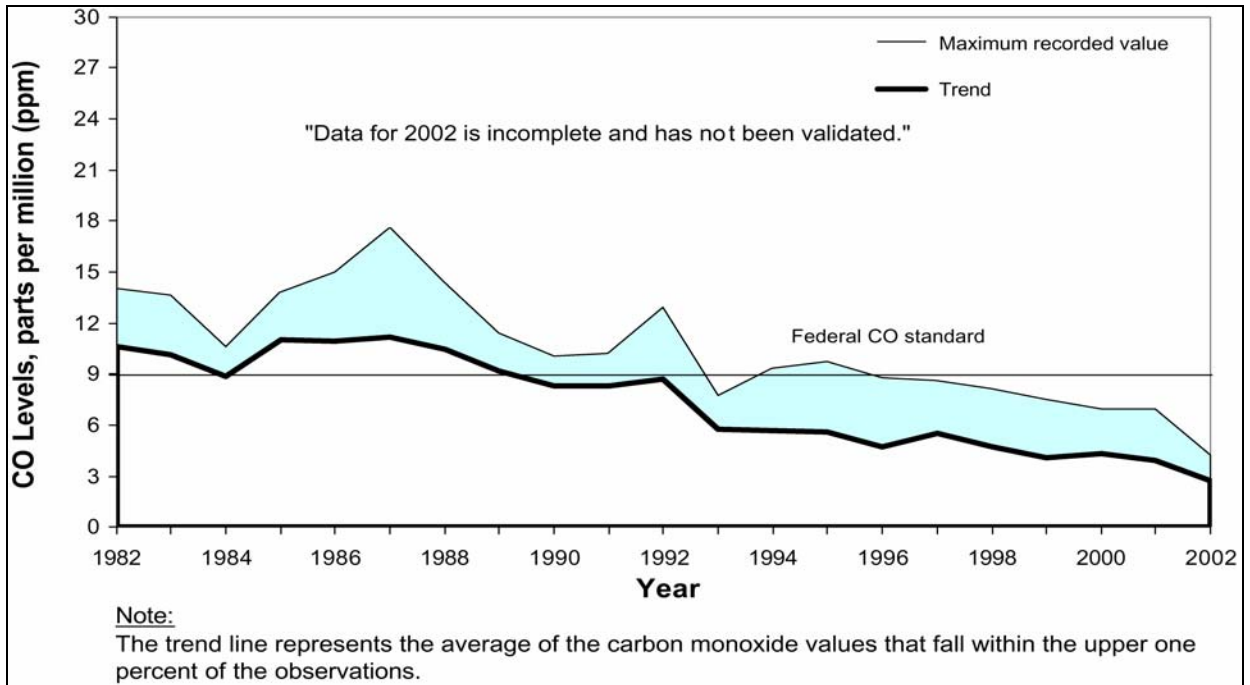 30
27
24
21
18
15
12
9
6
3
0
CO Levels, parts per million (ppm)
Maximum recorded value
Trend
"Data for 2002 is incomplete and has not been validated."
Federal CO standard
1982 1984 1986 1988 1990 1992 1994 1996 1998 2000 2002
Year
Note:
The trend line represents the average of the carbon monoxide values that fall within the upper one
percent of the observations.